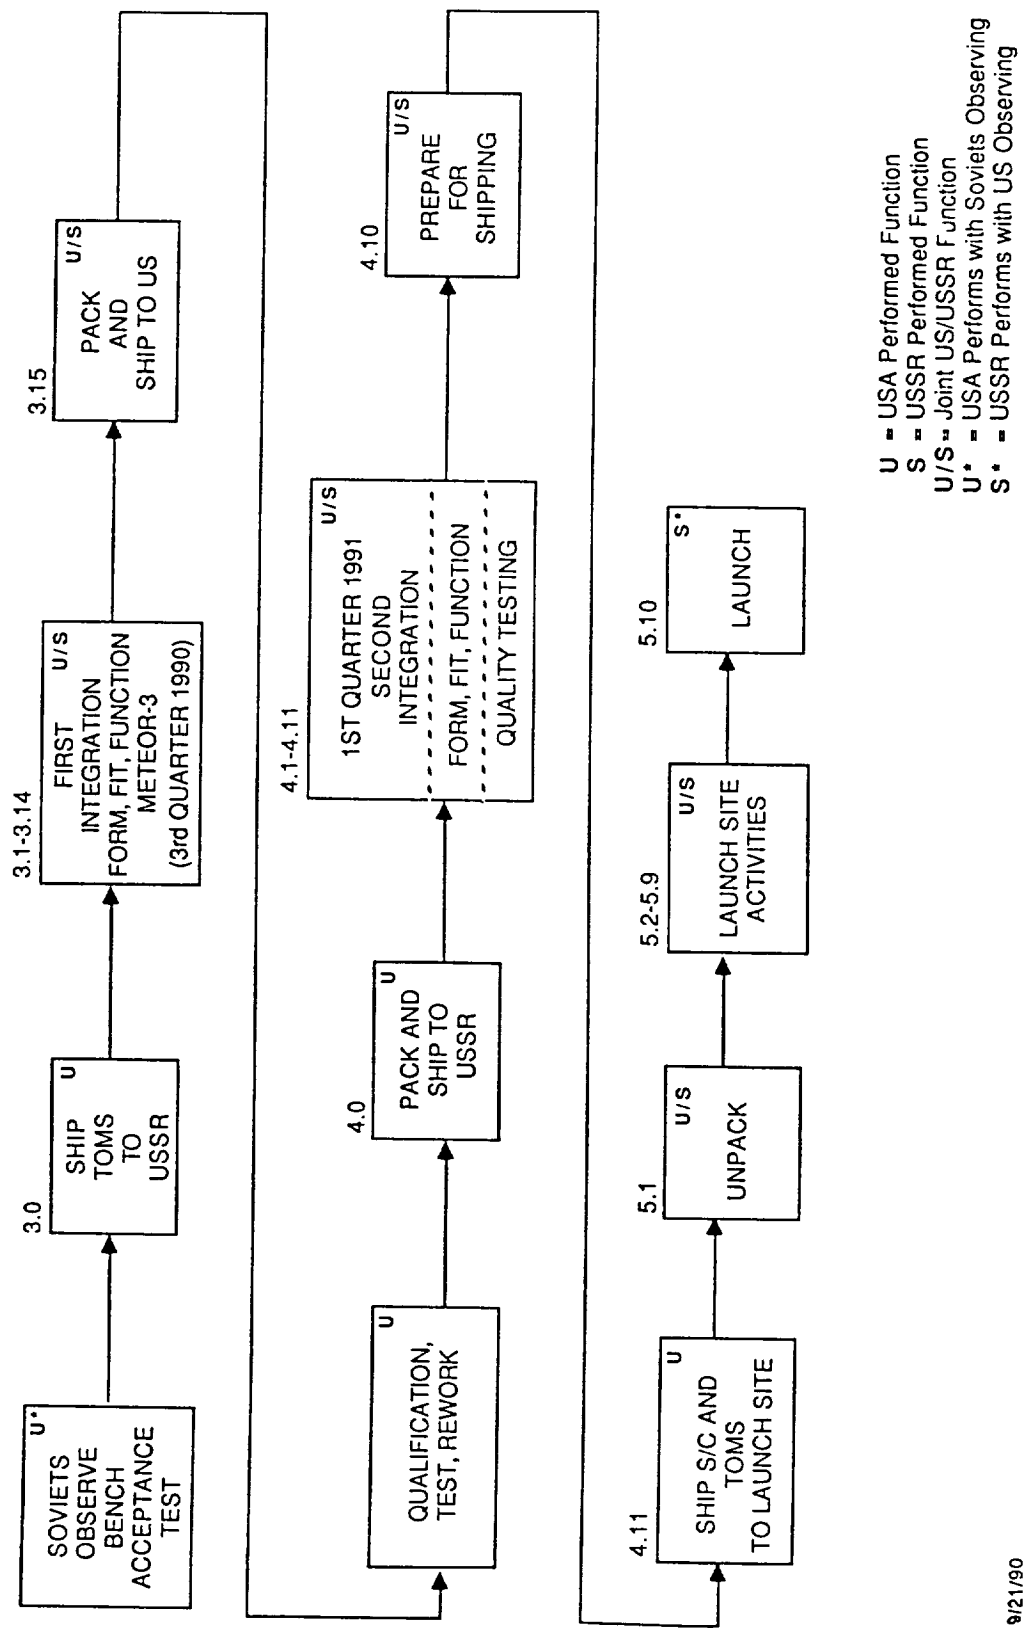 SOVIETS
OBSERVE
BENCH
ACCEPTANCE
TEST
U*
3.0
SHIP
TOMS
TO
USSR
U
3.1-3.14
FIRST
INTEGRATION
FORM, FIT, FUNCTION
METEOR-3
(3rd QUARTER 1990)
U/S
3.15
PACK
AND
SHIP TO US
U/S
QUALIFICATION,
TEST, REWORK
U
4.0
PACK AND
SHIP TO
USSR
U
4.1-4.11
1ST QUARTER 1991
SECOND
INTEGRATION
FORM, FIT, FUNCTION
QUALITY TESTING
U/S
4.10
PREPARE
FOR
SHIPPING
U/S
4.11
SHIP S/C AND
TOMS
TO LAUNCH SITE
U
5.1
UNPACK
U/S
5.2-5.9
LAUNCH SITE
ACTIVITIES
U/S
5.10
LAUNCH
S*
U = USA Performed Function
S = USSR Performed Function
U/S = Joint US/USSR Function
U* = USA Performs with Soviets Observing
S* = USSR Performs with US Observing
9/21/90